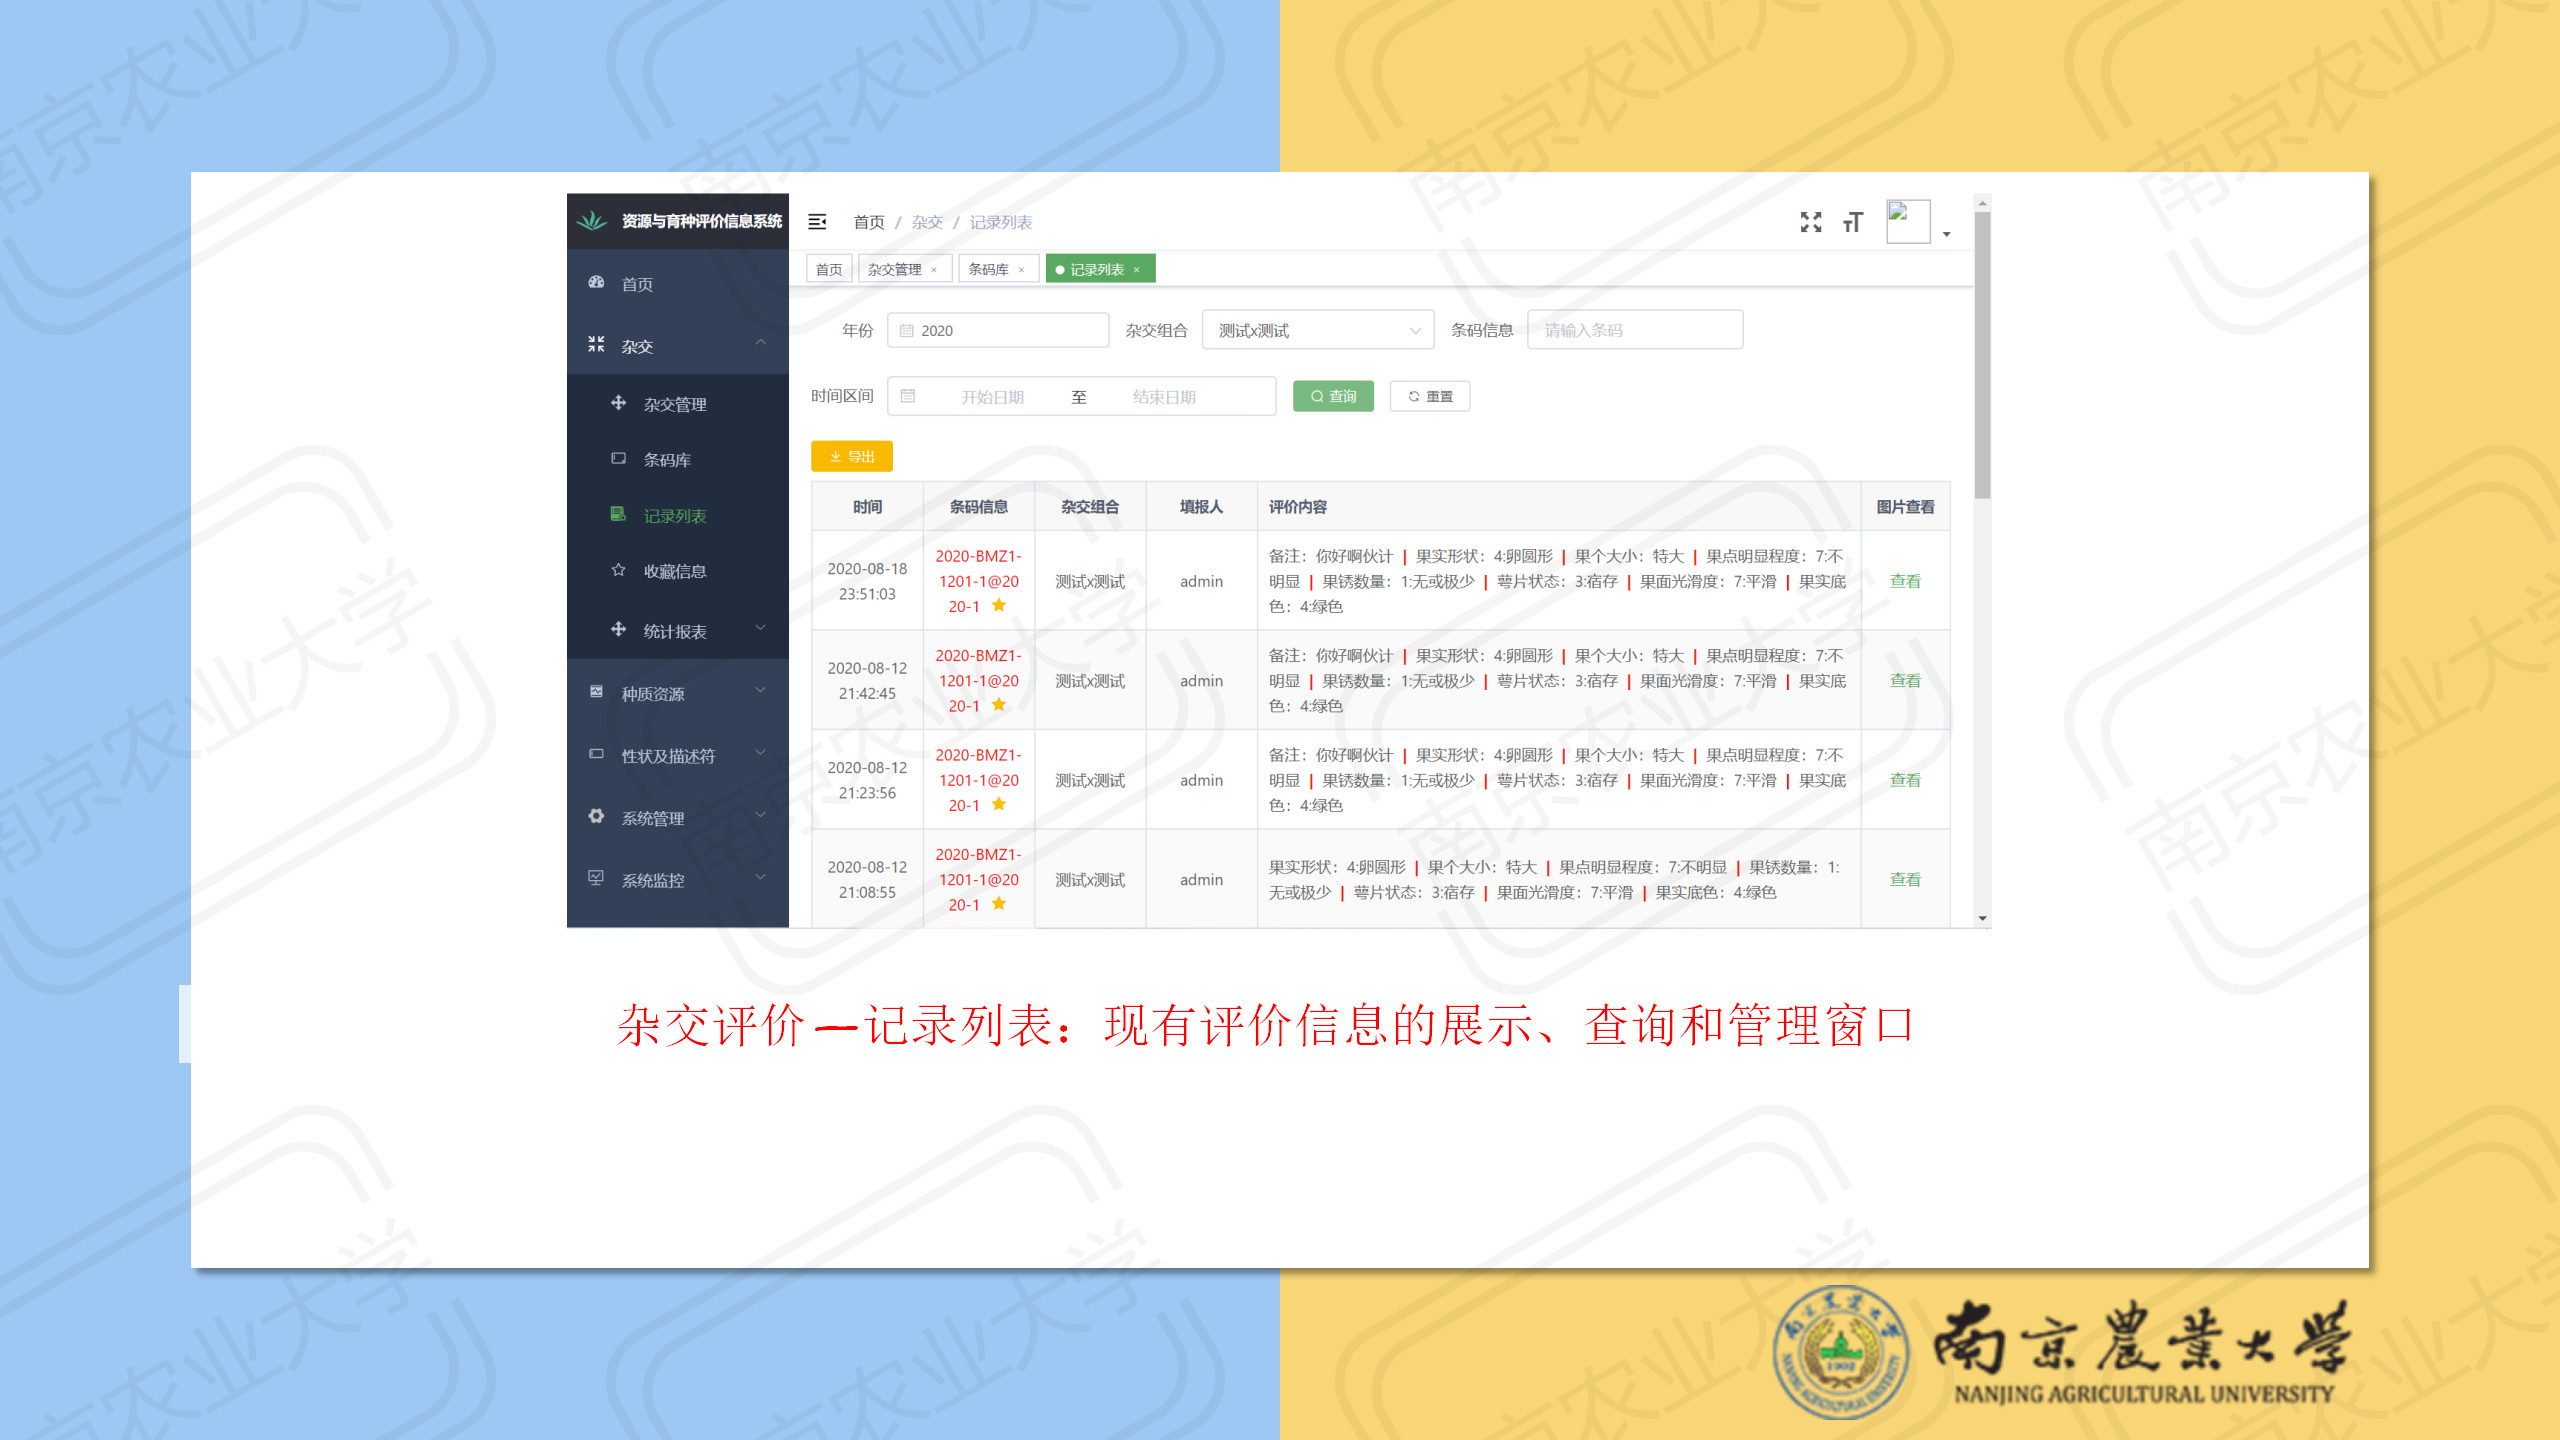 资源与育种评价信息系统
首页 / 杂交 / 记录列表
首页
杂交
杂交管理
条码库
记录列表
收藏信息
统计报表
种质资源
性状及描述符
系统管理
系统监控
首页 杂交管理 × 条码库 × 记录列表 ×
年份 2020 杂交组合 测试x测试 条码信息 请输入条码
时间区间 开始日期 至 结束日期 查询 重置
导出
时间 条码信息 杂交组合 填报人 评价内容 图片查看
2020-08-18
23:51:03
2020-BMZ1-
1201-1@20
20-1
测试x测试
admin
备注：你好啊伙计 | 果实形状：4:卵圆形 | 果个大小：特大 | 果点明显程度：7:不
明显 | 果锈数量：1:无或极少 | 萼片状态：3:宿存 | 果面光滑度：7:平滑 | 果实底
色：4:绿色
查看
2020-08-12
21:42:45
2020-BMZ1-
1201-1@20
20-1
测试x测试
admin
备注：你好啊伙计 | 果实形状：4:卵圆形 | 果个大小：特大 | 果点明显程度：7:不
明显 | 果锈数量：1:无或极少 | 萼片状态：3:宿存 | 果面光滑度：7:平滑 | 果实底
色：4:绿色
查看
2020-08-12
21:23:56
2020-BMZ1-
1201-1@20
20-1
测试x测试
admin
备注：你好啊伙计 | 果实形状：4:卵圆形 | 果个大小：特大 | 果点明显程度：7:不
明显 | 果锈数量：1:无或极少 | 萼片状态：3:宿存 | 果面光滑度：7:平滑 | 果实底
色：4:绿色
查看
2020-08-12
21:08:55
2020-BMZ1-
1201-1@20
20-1
测试x测试
admin
果实形状：4:卵圆形 | 果个大小：特大 | 果点明显程度：7:不明显 | 果锈数量：1:
无或极少 | 萼片状态：3:宿存 | 果面光滑度：7:平滑 | 果实底色：4:绿色
查看
杂交评价—记录列表：现有评价信息的展示、查询和管理窗口
南京農業大学
NANJING AGRICULTURAL UNIVERSITY
南京农业大学
1902
NANJING AGRICULTURAL UNIVERSITY
南京农业大学